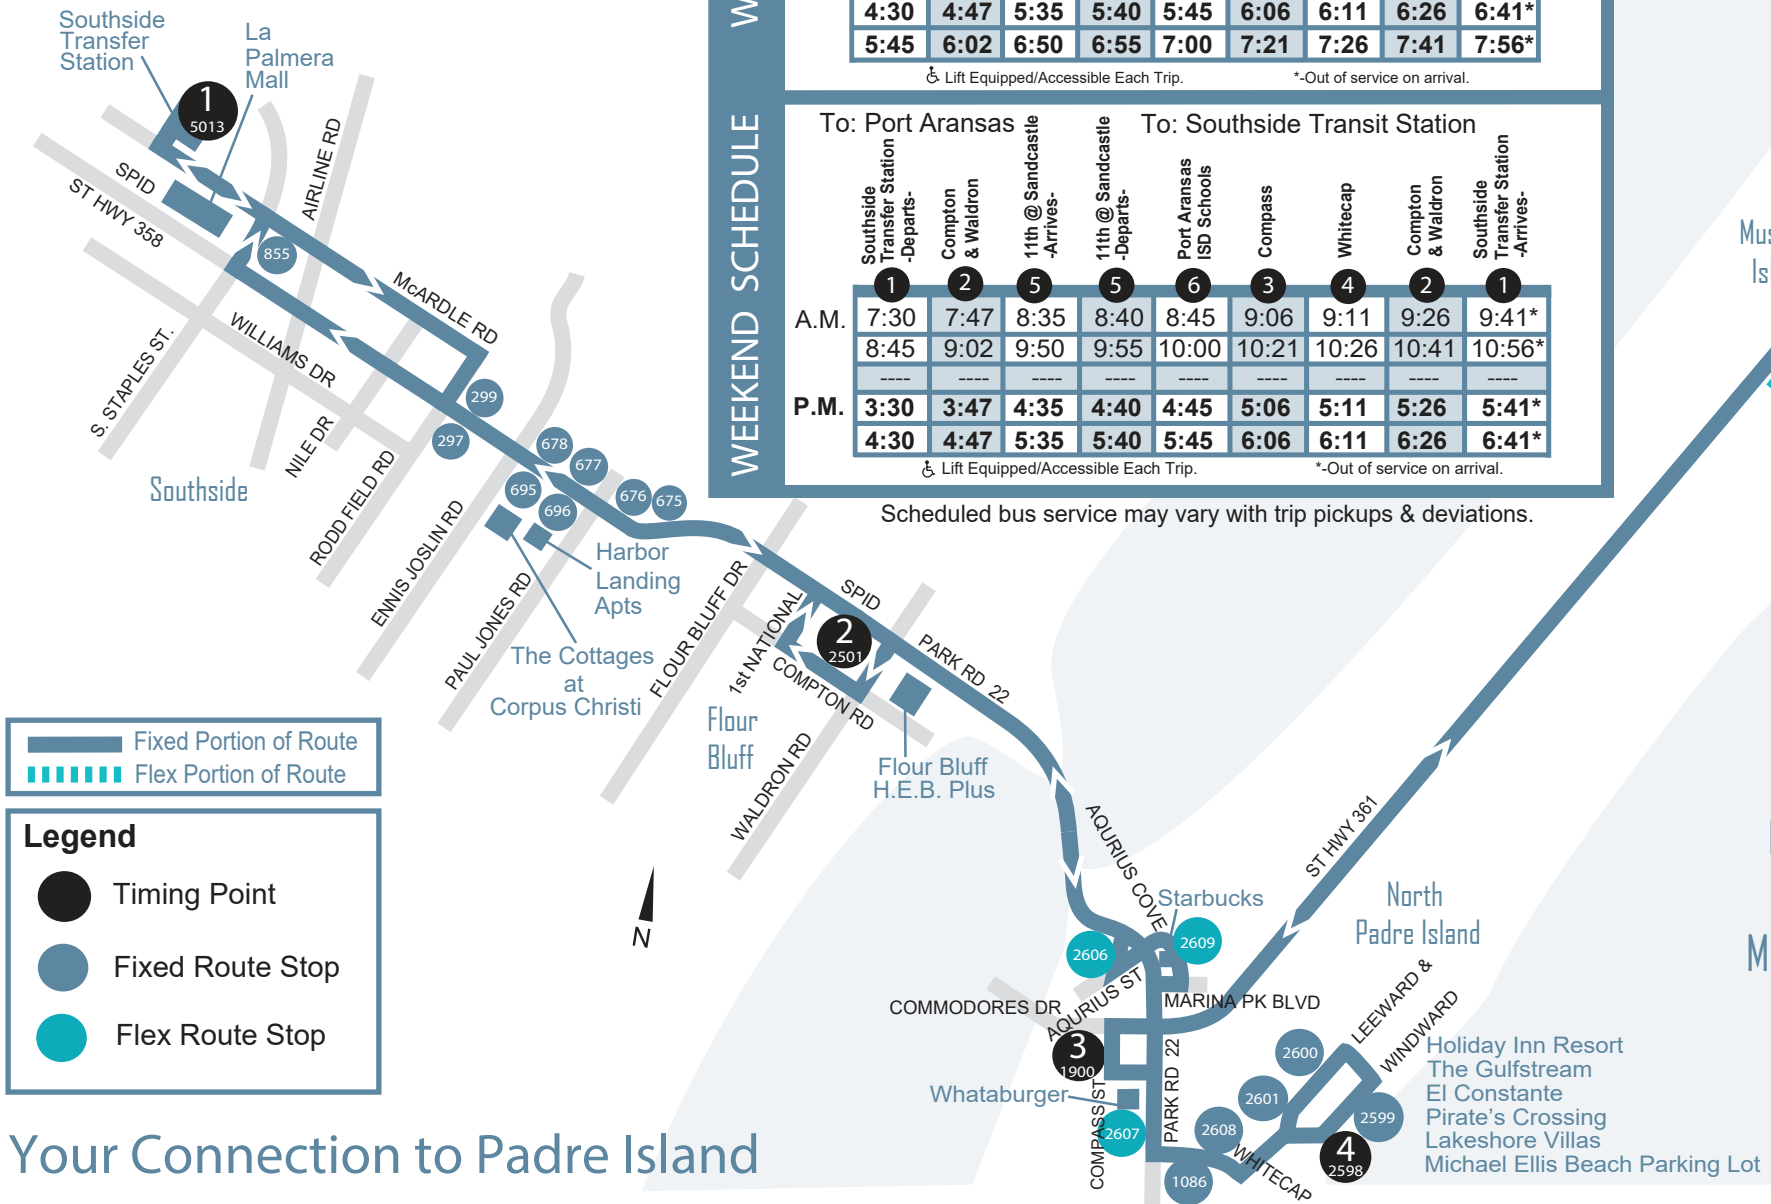 4:30 4:47 5:35 5:40 5:45 6:06 6:11 6:26 6:41*
5:45 6:02 6:50 6:55 7:00 7:21 7:26 7:41 7:56*
Lift Equipped/Accessible Each Trip. *-Out of service on arrival.
WEEKEND SCHEDULE
To: Port Aransas To: Southside Transit Station
Southside Transfer Station -Departs-
Compton & Waldron
11th @ Sandcastle -Arrives-
11th @ Sandcastle -Departs-
Port Aransas ISD Schools
Compass
Whitecap
Compton & Waldron
Southside Transfer Station -Arrives-
1 2 5 5 6 3 4 2 1
A.M. 7:30 7:47 8:35 8:40 8:45 9:06 9:11 9:26 9:41*
8:45 9:02 9:50 9:55 10:00 10:21 10:26 10:41 10:56*
---- ---- ---- ---- ---- ---- ---- ---- ----
P.M. 3:30 3:47 4:35 4:40 4:45 5:06 5:11 5:26 5:41*
4:30 4:47 5:35 5:40 5:45 6:06 6:11 6:26 6:41*
Lift Equipped/Accessible Each Trip. *-Out of service on arrival.
Scheduled bus service may vary with trip pickups & deviations.
Southside
Transfer
Station
La
Palmera
Mall
1
5013
SPID
ST HWY 358
AIRLINE RD
855
McARDLE RD
WILLIAMS DR
S. STAPLES ST.
NILE DR
299
297
RODD FIELD RD
Southside
678
677
676
675
695
696
ENNIS JOSLIN RD
PAUL JONES RD
Harbor
Landing
Apts
The Cottages
at
Corpus Christi
FLOUR BLUFF DR
1st NATIONAL
SPID
2
2501
COMPTON RD
PARK RD 22
Flour
Bluff
WALDRON RD
Flour Bluff
H.E.B. Plus
Fixed Portion of Route
Flex Portion of Route
Legend
Timing Point
Fixed Route Stop
Flex Route Stop
N
AQURIUS COVE
Starbucks
2606
2609
AQURIUS ST
COMMODORES DR
MARINA PK BLVD
ST HWY 361
North
Padre Island
3
1900
Whataburger
2607
COMPASS ST
PARK RD 22
LEEWARD &
WINDWARD
2600
2601
2608
2599
1086
WHITECAP
4
2598
Holiday Inn Resort
The Gulfstream
El Constante
Pirate's Crossing
Lakeshore Villas
Michael Ellis Beach Parking Lot
Your Connection to Padre Island